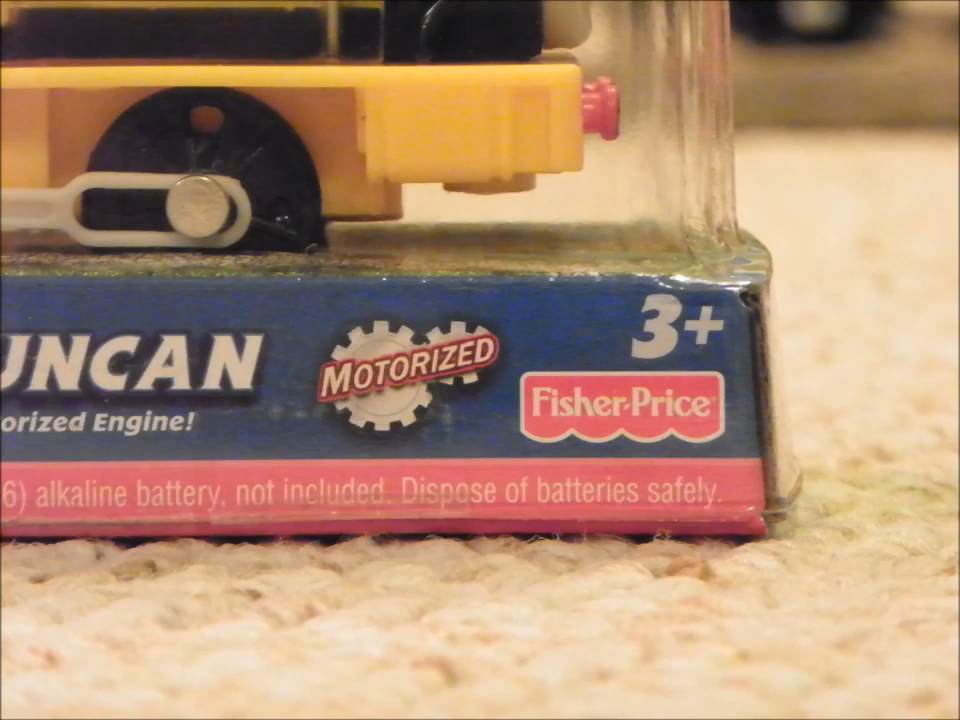 UNCAN
orized Engine!
MOTORIZED
3+
Fisher-Price
6) alkaline battery, not included. Dispose of batteries safely.